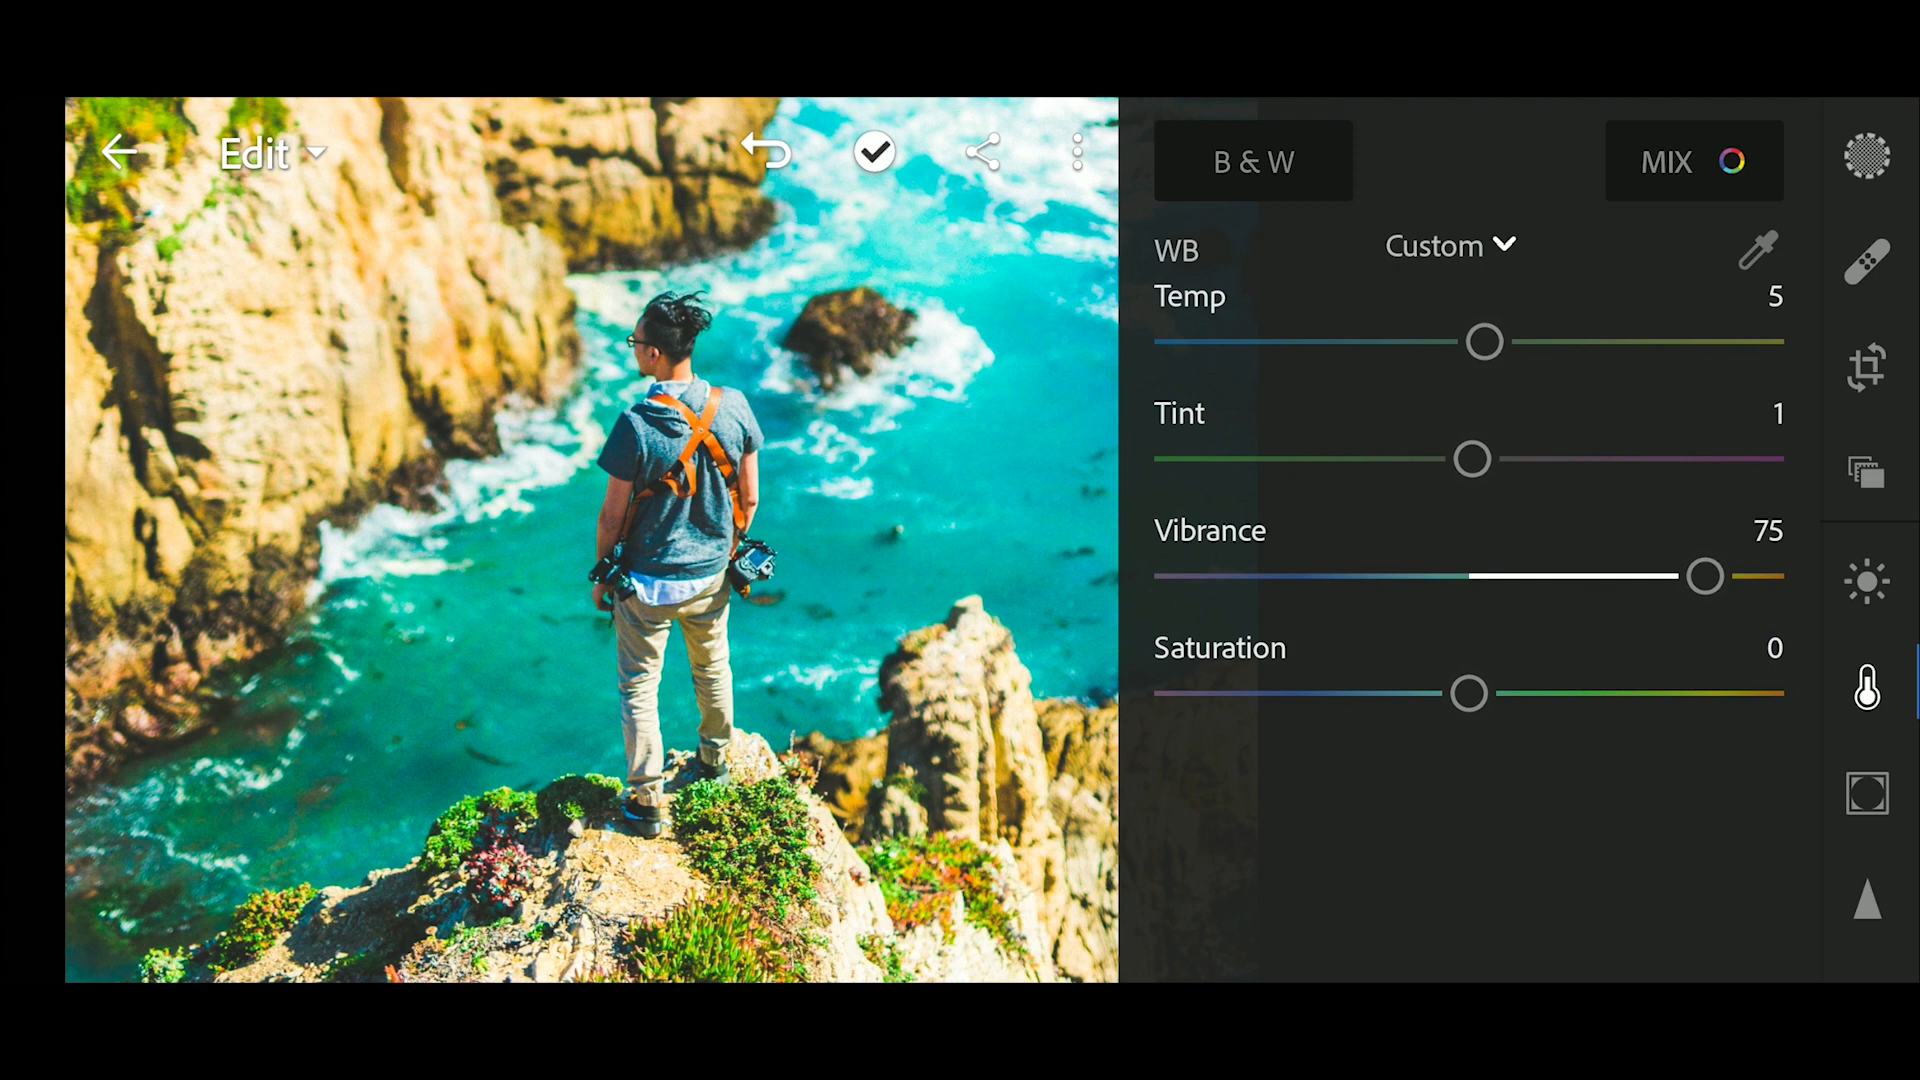 Edit
B & W
MIX
WB
Custom
Temp
5
Tint
1
Vibrance
75
Saturation
0